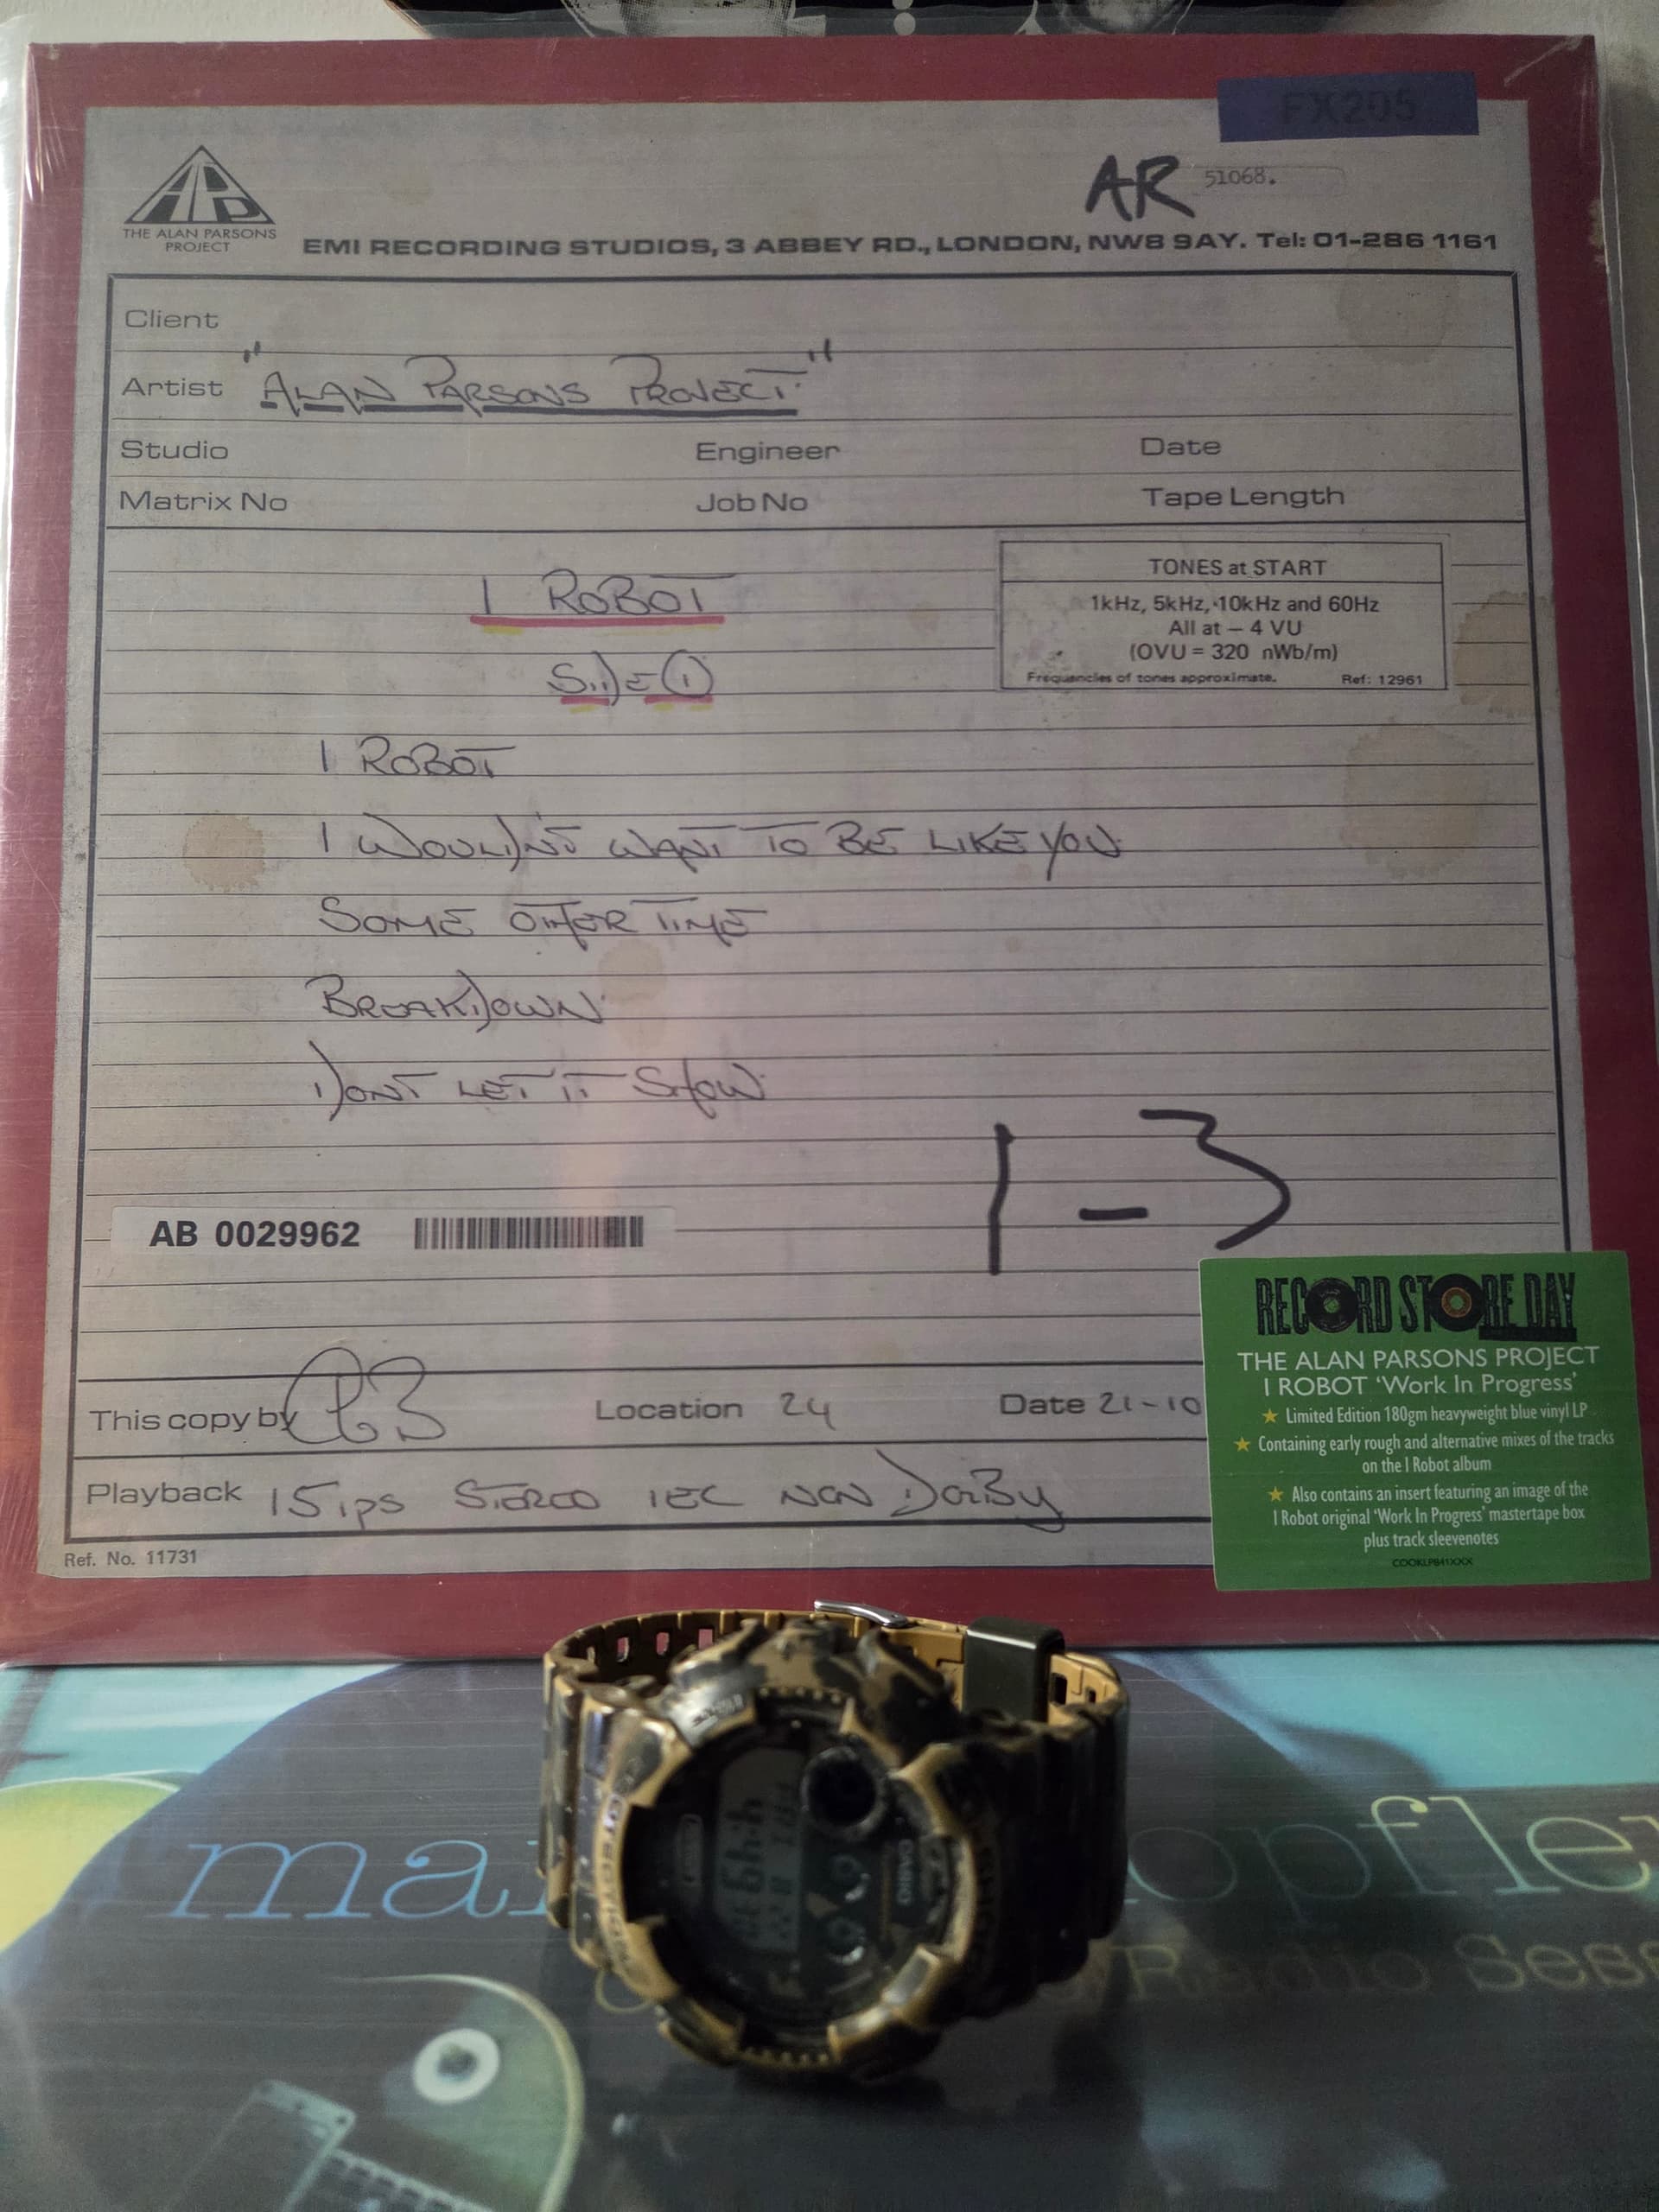 FX205
AR 51068.
THE ALAN PARSONS
PROJECT
EMI RECORDING STUDIOS, 3 ABBEY RD., LONDON, NW8 9AY. Tel: 01-286 1161
Client
Artist "ALAN PARSONS PROJECT"
Studio Engineer Date
Matrix No Job No Tape Length
TONES at START
1kHz, 5kHz, 10kHz and 60Hz
All at – 4 VU
(OVU = 320 nWb/m)
Frequencies of tones approximate. Ref: 12961
I ROBOT
SIDE 1
I ROBOT
I WOULDN'T WANT TO BE LIKE YOU
SOME OTHER TIME
BREAKDOWN
DONT LET IT SHOW
1-3
AB 0029962
This copy by Location 24 Date 21-10
Playback 15 ips STEREO IEC NON DOLBY
Ref. No. 11731
RECORD STORE DAY
THE ALAN PARSONS PROJECT
I ROBOT 'Work In Progress'
★ Limited Edition 180gm heavyweight blue vinyl LP
★ Containing early rough and alternative mixes of the tracks
on the I Robot album
★ Also contains an insert featuring an image of the
I Robot original 'Work In Progress' mastertape box
plus track sleevenotes
COOKLPB41XXX
CASIO
Radio